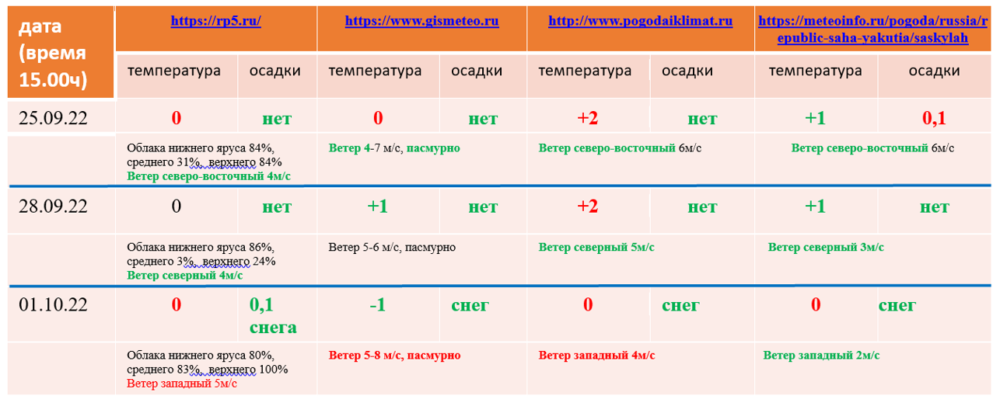 дата
(время
15.00ч)
https://rp5.ru/
https://www.gismeteo.ru
http://www.pogodaiklimat.ru
https://meteoinfo.ru/pogoda/russia/r
epublic-saha-yakutia/saskylah
температура осадки температура осадки температура осадки температура осадки
25.09.22 0 нет 0 нет +2 нет +1 0,1
Облака нижнего яруса 84%,
среднего 31%, верхнего 84%
Ветер северо-восточный 4м/с
Ветер 4-7 м/с, пасмурно
Ветер северо-восточный 6м/с
Ветер северо-восточный 6м/с
28.09.22 0 нет +1 нет +2 нет +1 нет
Облака нижнего яруса 86%,
среднего 3%, верхнего 24%
Ветер северный 4м/с
Ветер 5-6 м/с, пасмурно
Ветер северный 5м/с
Ветер северный 3м/с
01.10.22 0 0,1
снега
-1 снег 0 снег 0 снег
Облака нижнего яруса 80%,
среднего 83%, верхнего 100%
Ветер западный 5м/с
Ветер 5-8 м/с, пасмурно
Ветер западный 4м/с
Ветер западный 2м/с